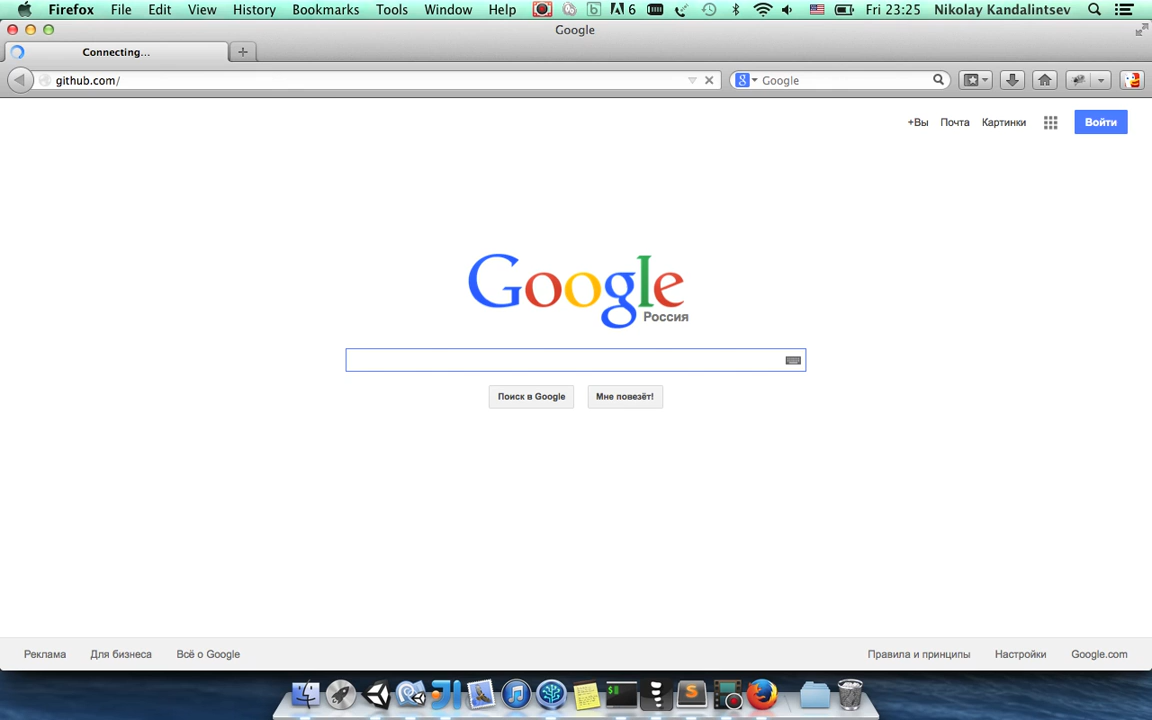 Firefox File Edit View History Bookmarks Tools Window Help 6 Fri 23:25 Nikolay Kandalintsev
Google
Connecting...
github.com/
Google
+Вы Почта Картинки Войти
Google
Россия
Поиск в Google Мне повезёт!
Реклама Для бизнеса Всё о Google Правила и принципы Настройки Google.com